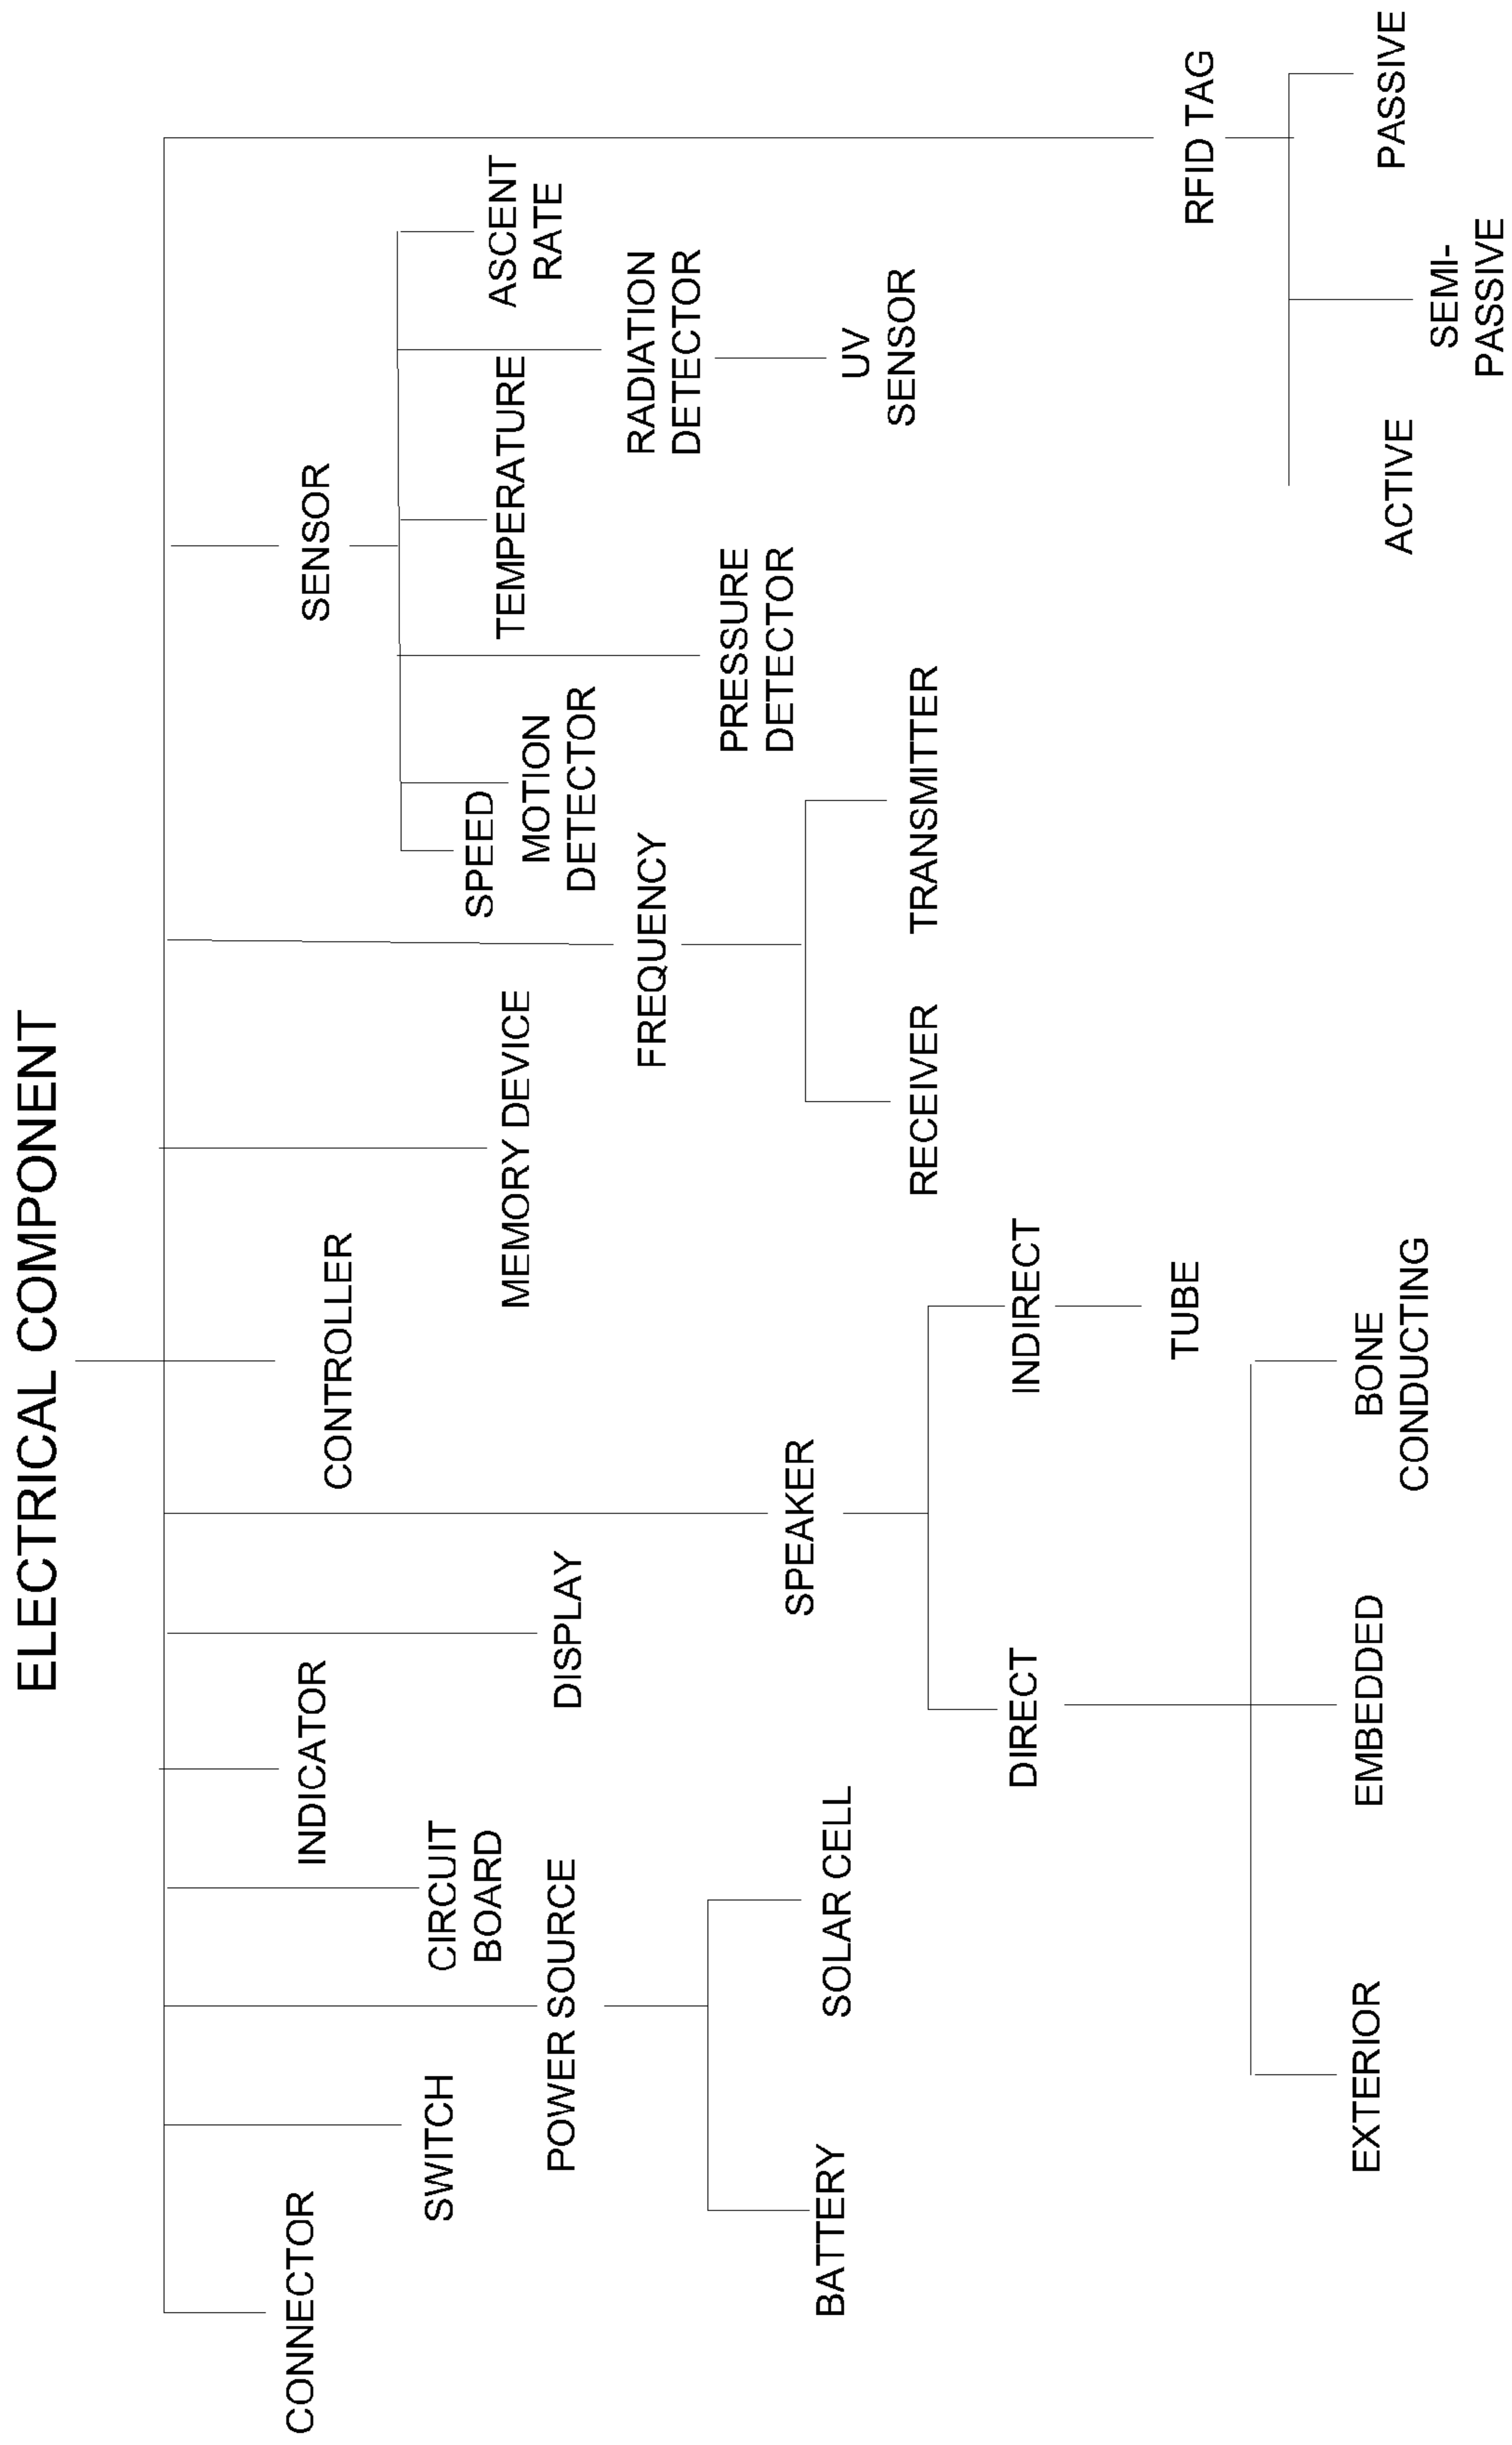 ELECTRICAL COMPONENT
CONNECTOR
SWITCH
POWER SOURCE
BATTERY
SOLAR CELL
CIRCUIT
BOARD
INDICATOR
DISPLAY
SPEAKER
DIRECT
EXTERIOR
EMBEDDED
BONE
CONDUCTING
INDIRECT
TUBE
CONTROLLER
MEMORY DEVICE
FREQUENCY
RECEIVER
TRANSMITTER
SENSOR
SPEED
MOTION
DETECTOR
PRESSURE
DETECTOR
TEMPERATURE
RADIATION
DETECTOR
UV
SENSOR
ASCENT
RATE
RFID TAG
ACTIVE
SEMI-
PASSIVE
PASSIVE